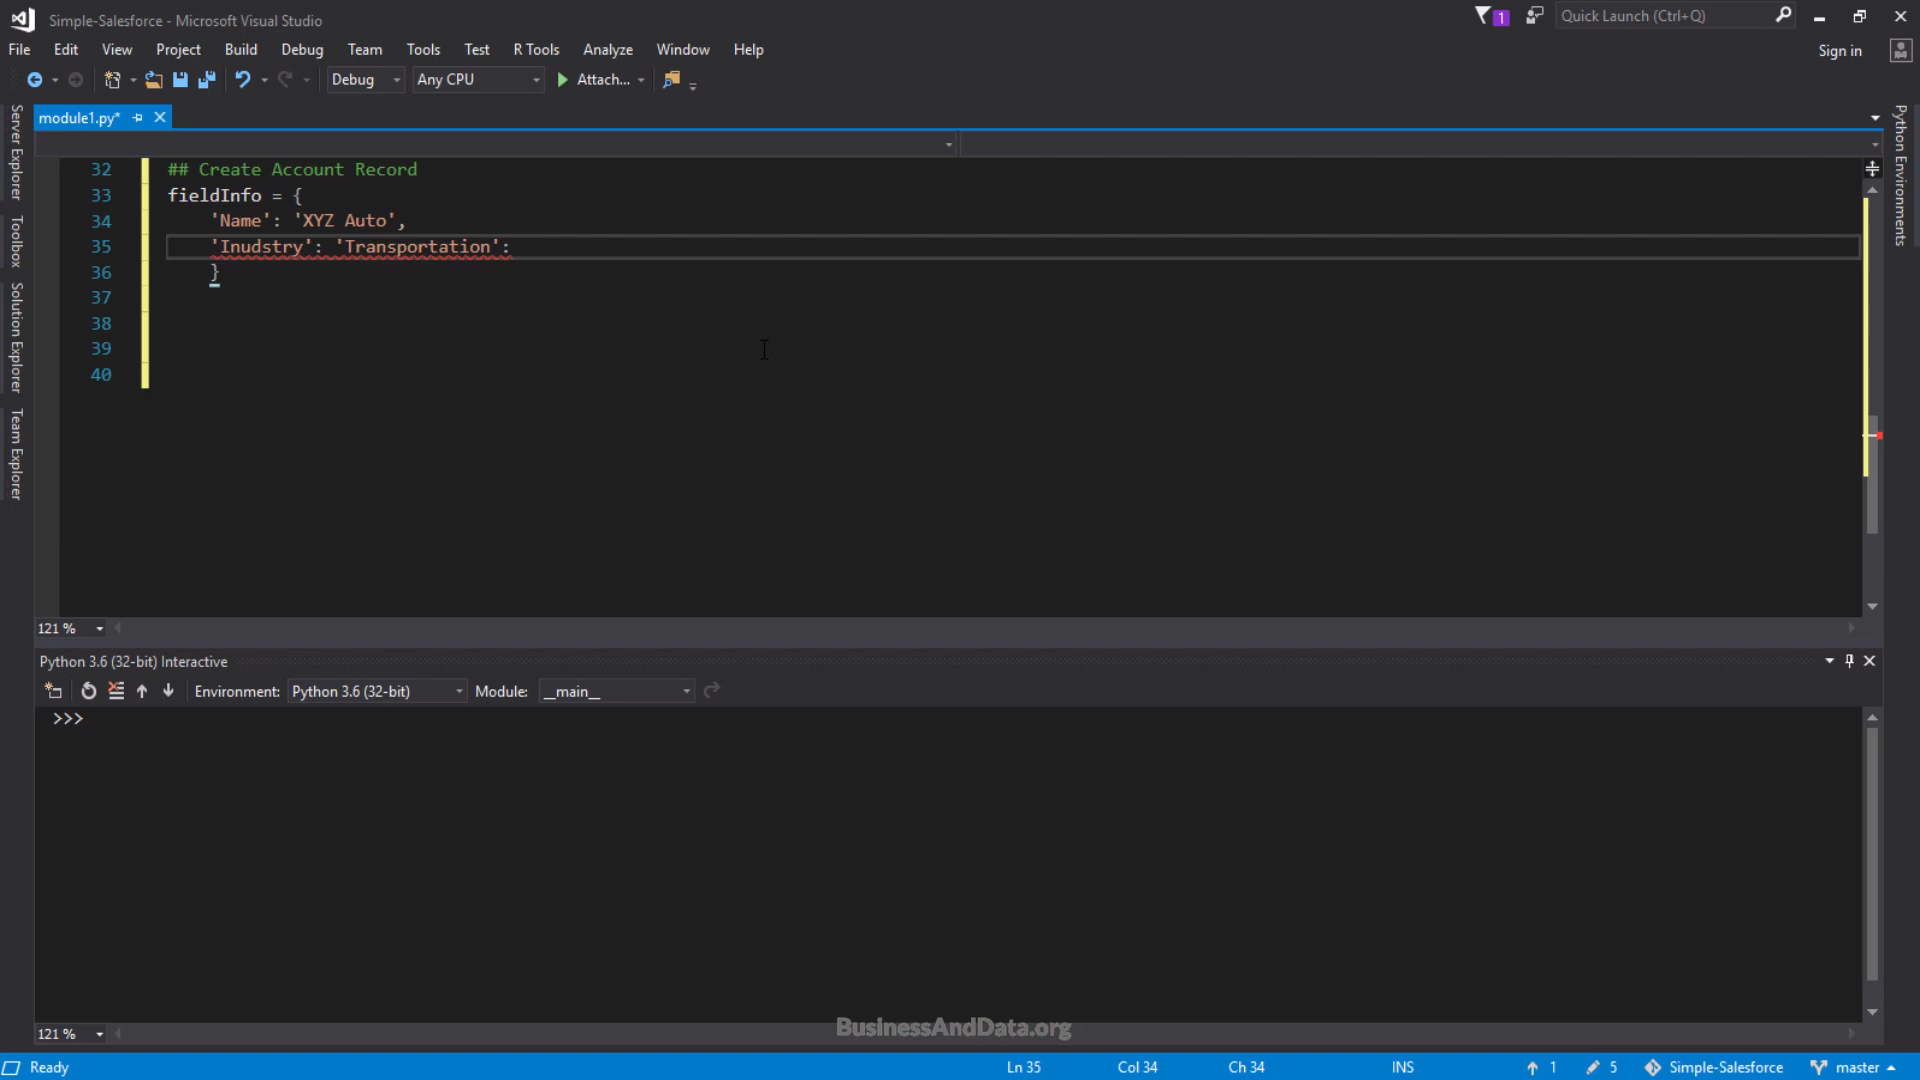 Simple-Salesforce - Microsoft Visual Studio
1
Quick Launch (Ctrl+Q)
File Edit View Project Build Debug Team Tools Test R Tools Analyze Window Help
Sign in
Debug Any CPU Attach...
module1.py*
Server Explorer
Toolbox
Solution Explorer
Team Explorer
Python Environments
32 ## Create Account Record
33 fieldInfo = {
34 'Name': 'XYZ Auto',
35 'Inudstry': 'Transportation':
36 }
37
38
39
40
121 %
Python 3.6 (32-bit) Interactive
Environment: Python 3.6 (32-bit) Module: __main__
>>>
BusinessAndData.org
121 %
Ready Ln 35 Col 34 Ch 34 INS 1 5 Simple-Salesforce master